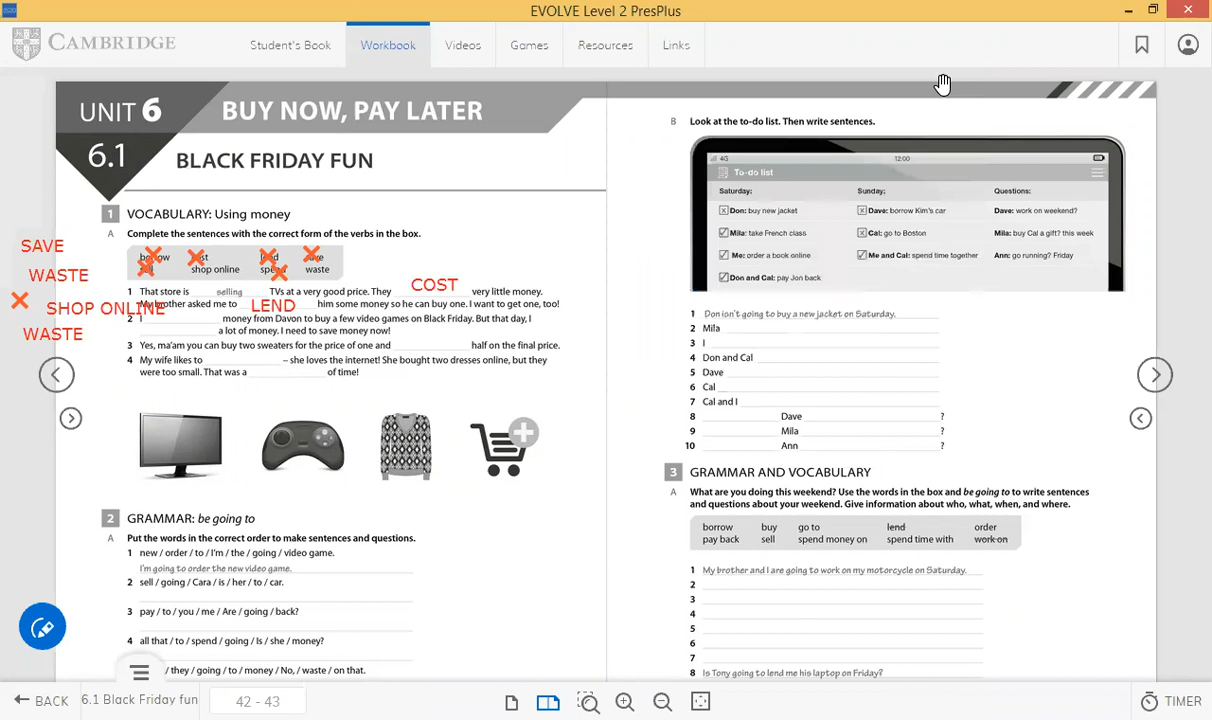 EVOLVE Level 2 PresPlus
CAMBRIDGE
Student's Book
Workbook
Videos
Games
Resources
Links
UNIT 6
BUY NOW, PAY LATER
6.1
BLACK FRIDAY FUN
1 VOCABULARY: Using money
A Complete the sentences with the correct form of the verbs in the box.
borrow cost lend save
sell shop online spend waste
SAVE
WASTE
SHOP ONLINE
WASTE
COST
LEND
1 That store is selling TVs at a very good price. They very little money.
My brother asked me to him some money so he can buy one. I want to get one, too!
2 I money from Davon to buy a few video games on Black Friday. But that day, I
a lot of money. I need to save money now!
3 Yes, ma'am you can buy two sweaters for the price of one and half on the final price.
4 My wife likes to – she loves the internet! She bought two dresses online, but they
were too small. That was a of time!
2 GRAMMAR: be going to
A Put the words in the correct order to make sentences and questions.
1 new / order / to / I'm / the / going / video game.
I'm going to order the new video game.
2 sell / going / Cara / is / her / to / car.
3 pay / to / you / me / Are / going / back?
4 all that / to / spend / going / Is / she / money?
/ they / going / to / money / No, / waste / on that.
B Look at the to-do list. Then write sentences.
4G 12:00
To-do list
Saturday: Sunday: Questions:
Don: buy new jacket Dave: borrow Kim's car Dave: work on weekend?
Mila: take French class Cal: go to Boston Mila: buy Cal a gift? this week
Me: order a book online Me and Cal: spend time together Ann: go running? Friday
Don and Cal: pay Jon back
1 Don isn't going to buy a new jacket on Saturday.
2 Mila
3 I
4 Don and Cal
5 Dave
6 Cal
7 Cal and I
8 Dave ?
9 Mila ?
10 Ann ?
3 GRAMMAR AND VOCABULARY
A What are you doing this weekend? Use the words in the box and be going to to write sentences
and questions about your weekend. Give information about who, what, when, and where.
borrow buy go to lend order
pay back sell spend money on spend time with work on
1 My brother and I are going to work on my motorcycle on Saturday.
2
3
4
5
6
7
8 Is Tony going to lend me his laptop on Friday?
BACK
6.1 Black Friday fun
42 - 43
TIMER